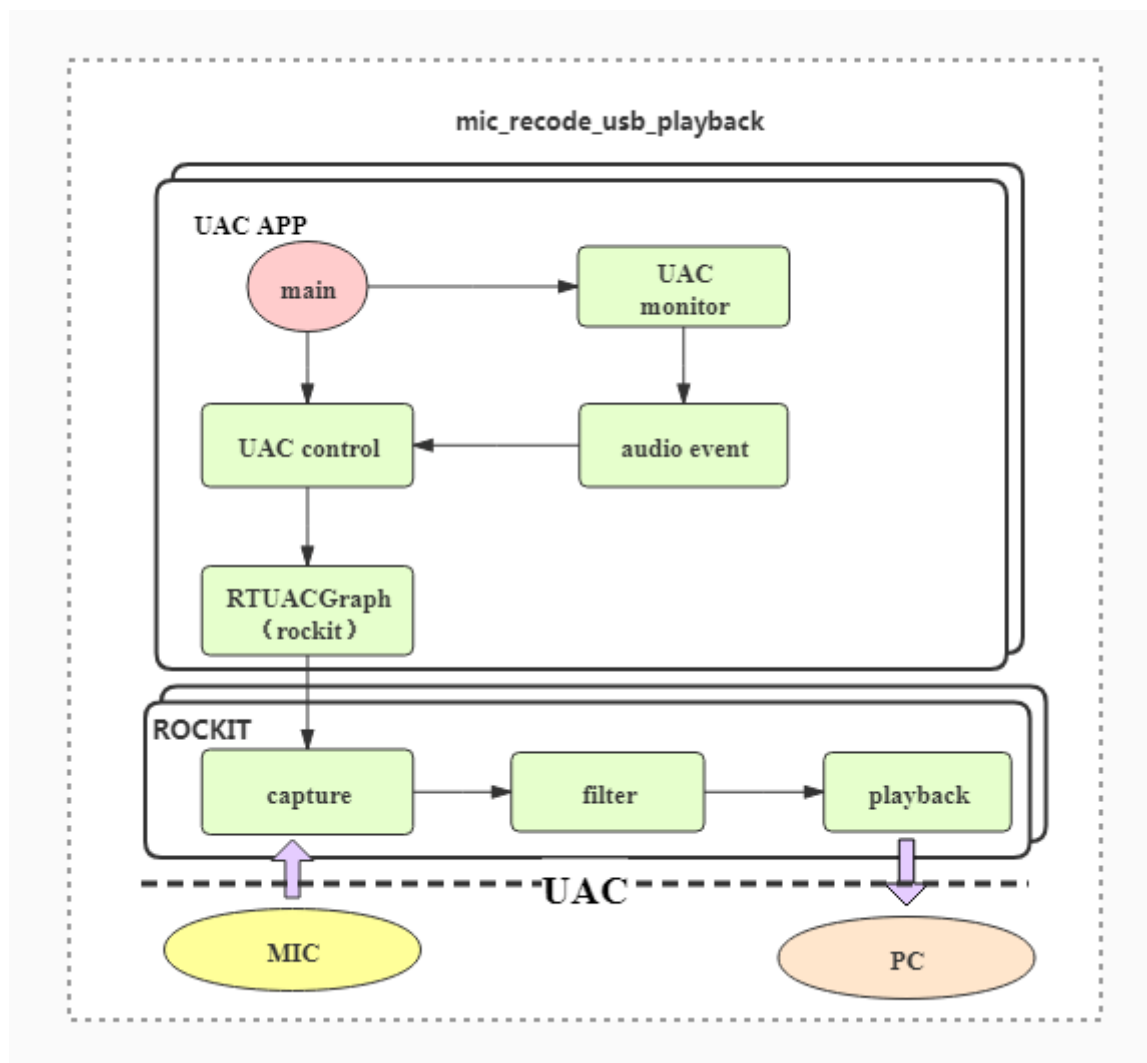 mic_recode_usb_playback
UAC APP
main
UAC
monitor
UAC control
audio event
RTUACGraph
(rockit)
ROCKIT
capture
filter
playback
UAC
MIC
PC